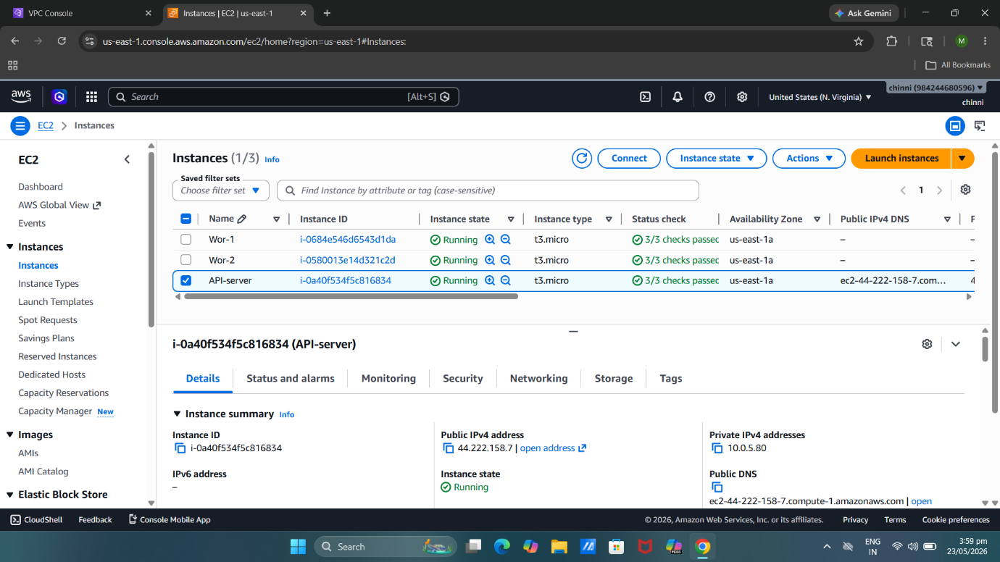 VPC Console
Instances | EC2 | us-east-1
Ask Gemini
us-east-1.console.aws.amazon.com/ec2/home?region=us-east-1#Instances:
M
All Bookmarks
aws
Search
[Alt+S]
United States (N. Virginia)
chinni (984244680596)
chinni
EC2
Instances
EC2
Dashboard
AWS Global View
Events
Instances
Instances
Instance Types
Launch Templates
Spot Requests
Savings Plans
Reserved Instances
Dedicated Hosts
Capacity Reservations
Capacity Manager New
Images
AMIs
AMI Catalog
Elastic Block Store
Instances (1/3) Info
Connect
Instance state
Actions
Launch instances
Saved filter sets
Choose filter set
Find Instance by attribute or tag (case-sensitive)
1
Name Instance ID Instance state Instance type Status check Availability Zone Public IPv4 DNS
Wor-1 i-0684e546d6543d1da Running t3.micro 3/3 checks passed us-east-1a –
Wor-2 i-0580013e14d321c2d Running t3.micro 3/3 checks passed us-east-1a –
API-server i-0a40f534f5c816834 Running t3.micro 3/3 checks passed us-east-1a ec2-44-222-158-7.com... 4
i-0a40f534f5c816834 (API-server)
Details Status and alarms Monitoring Security Networking Storage Tags
Instance summary Info
Instance ID
i-0a40f534f5c816834
Public IPv4 address
44.222.158.7 | open address
Private IPv4 addresses
10.0.5.80
IPv6 address
–
Instance state
Running
Public DNS
ec2-44-222-158-7.compute-1.amazonaws.com | open
CloudShell Feedback Console Mobile App
© 2026, Amazon Web Services, Inc. or its affiliates. Privacy Terms Cookie preferences
Search
M365
ENG
IN
3:59 pm
23/05/2026